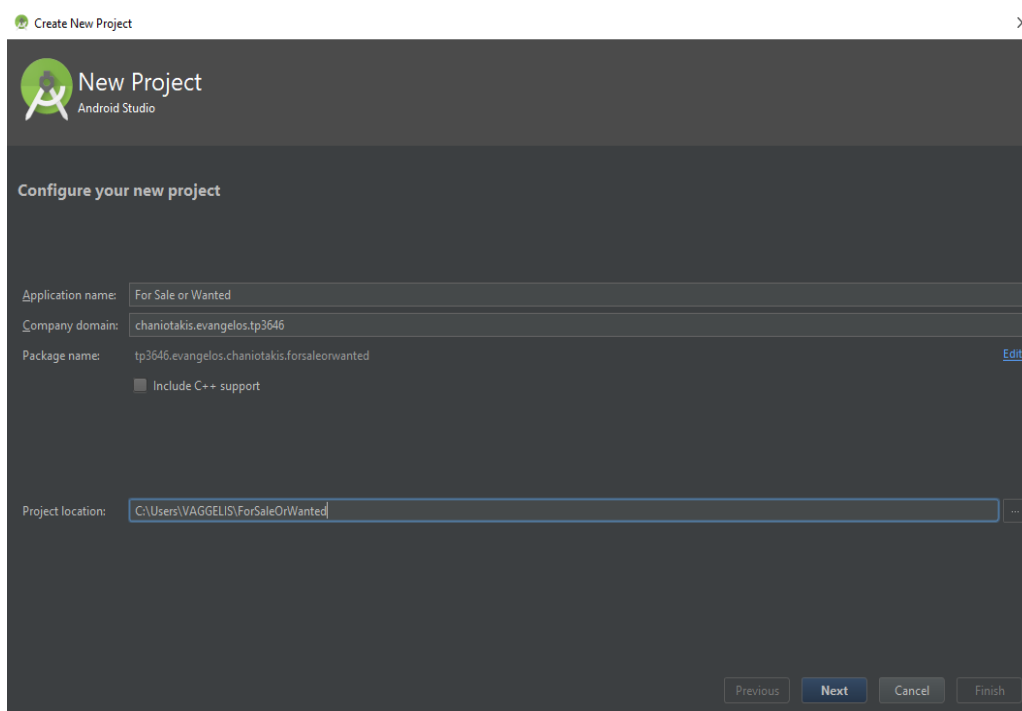 Create New Project
New Project
Android Studio
Configure your new project
Application name: For Sale or Wanted
Company domain: chaniotakis.evangelos.tp3646
Package name: tp3646.evangelos.chaniotakis.forsaleorwanted Edit
Include C++ support
Project location: C:\Users\VAGGELIS\ForSaleOrWanted ...
Previous Next Cancel Finish